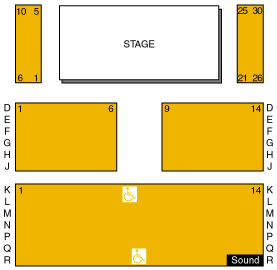 10 5 25 30
STAGE
6 1 21 26
D 1 6 9 14 D
E E
F F
G G
H H
J J
K 1 14 K
L L
M M
N N
P P
Q Q
R Sound R